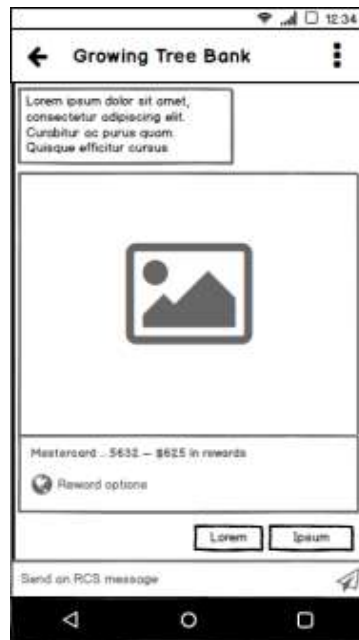 12:34
Growing Tree Bank
Lorem ipsum dolor sit amet,
consectetur adipiscing elit.
Curabitur ac purus quam.
Quisque efficitur cursus
Mastercard ...5632 — $625 in rewards
Reward options
Lorem
Ipsum
Send an RCS message